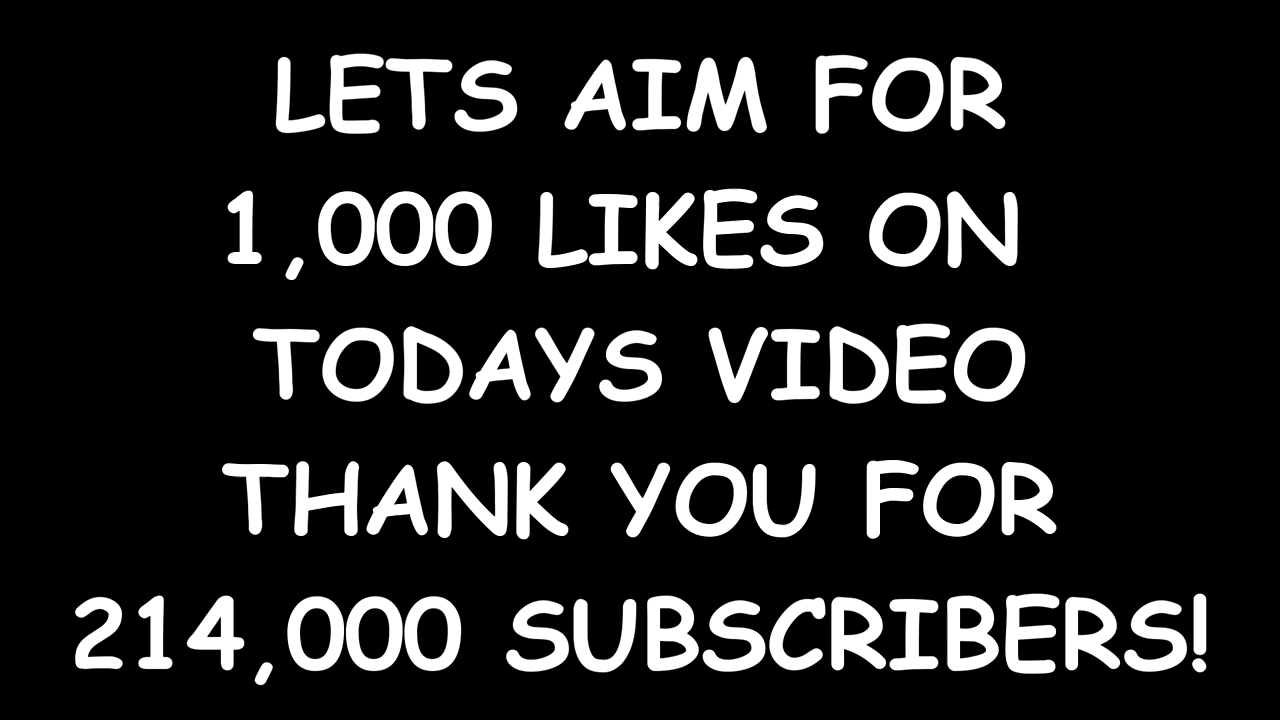 LETS AIM FOR
1,000 LIKES ON
TODAYS VIDEO
THANK YOU FOR
214,000 SUBSCRIBERS!